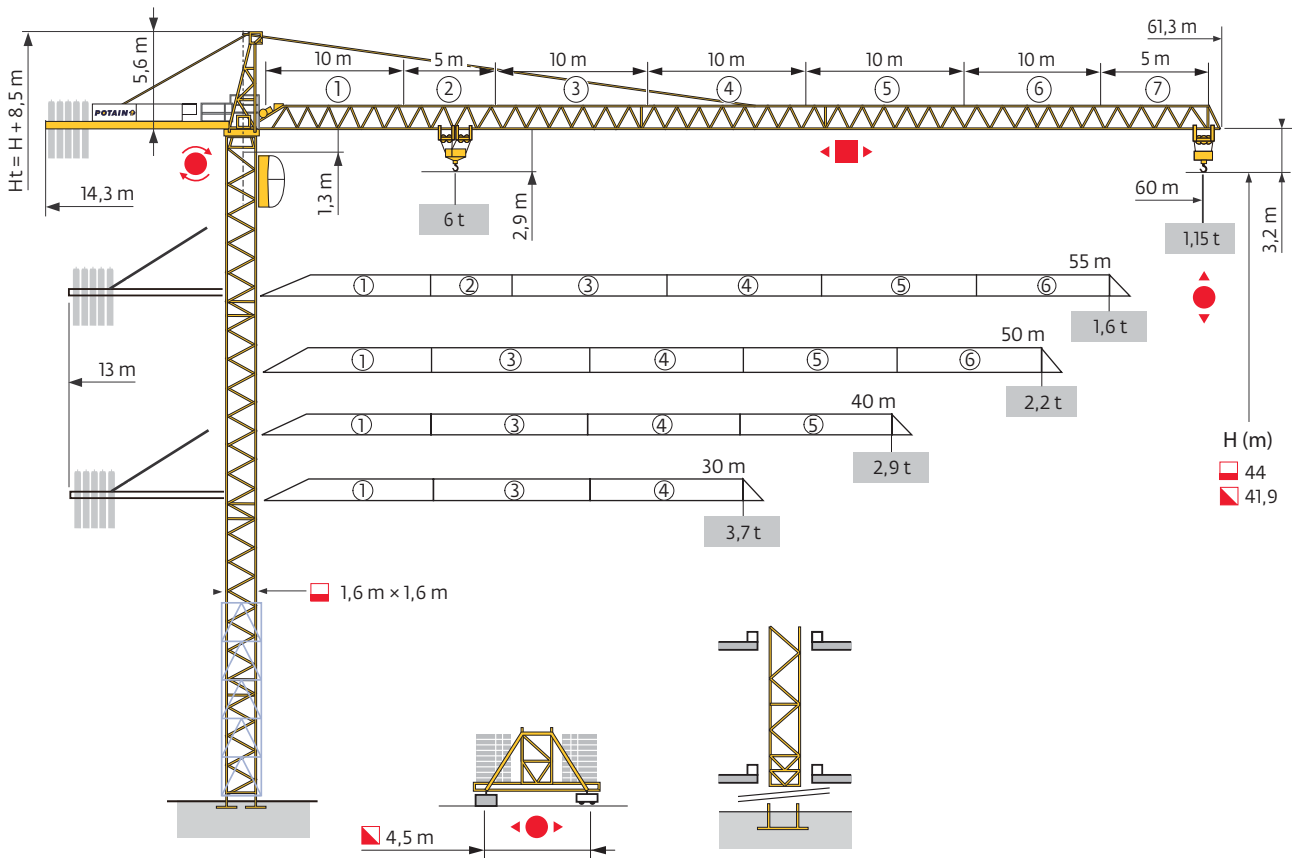 61,3 m
Ht = H + 8,5 m
5,6 m
10 m
5 m
10 m
10 m
10 m
10 m
5 m
①
②
③
④
⑤
⑥
⑦
POTAIN
14,3 m
1,3 m
2,9 m
6 t
60 m
3,2 m
1,15 t
55 m
①
②
③
④
⑤
⑥
1,6 t
50 m
①
③
④
⑤
⑥
13 m
2,2 t
40 m
①
③
④
⑤
2,9 t
H (m)
44
41,9
30 m
①
③
④
3,7 t
1,6 m × 1,6 m
4,5 m